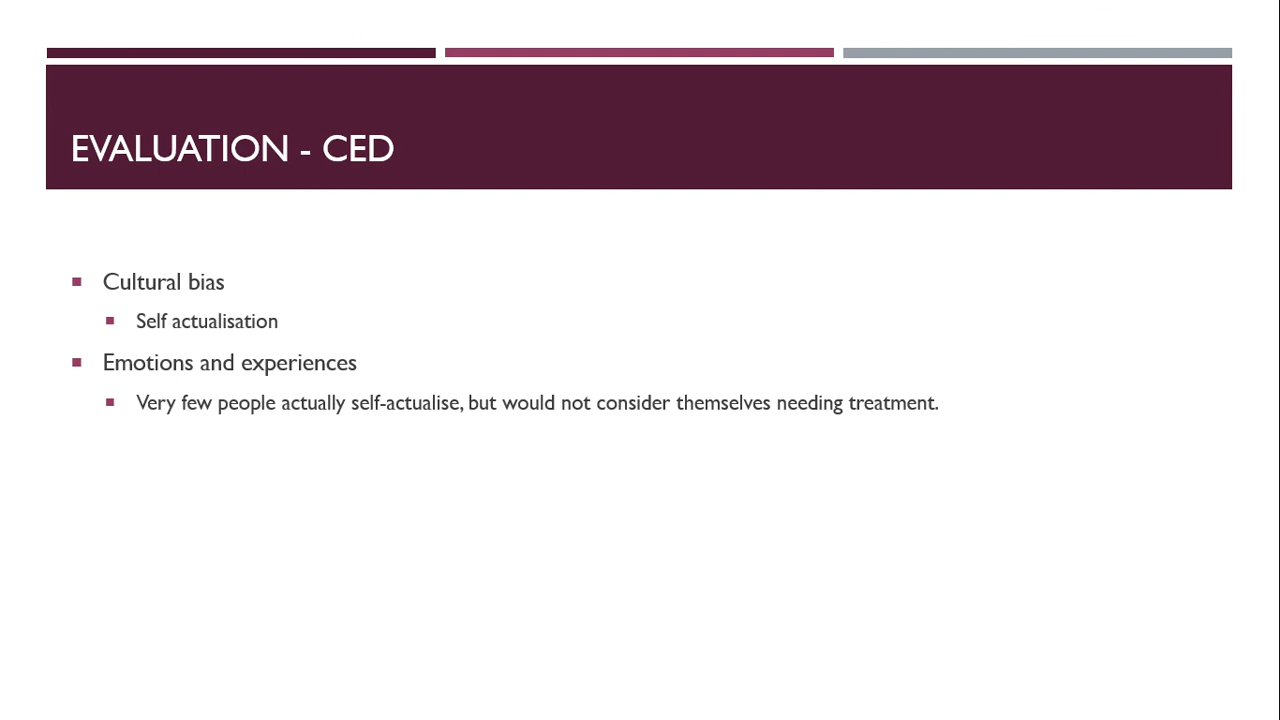 EVALUATION - CED
Cultural bias
Self actualisation
Emotions and experiences
Very few people actually self-actualise, but would not consider themselves needing treatment.